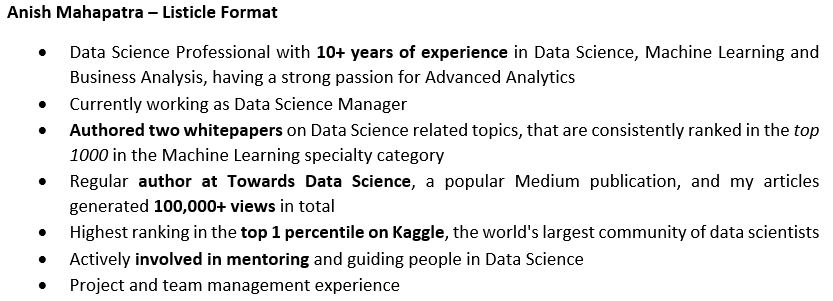 Anish Mahapatra – Listicle Format
• Data Science Professional with 10+ years of experience in Data Science, Machine Learning and
Business Analysis, having a strong passion for Advanced Analytics
• Currently working as Data Science Manager
• Authored two whitepapers on Data Science related topics, that are consistently ranked in the top
1000 in the Machine Learning specialty category
• Regular author at Towards Data Science, a popular Medium publication, and my articles
generated 100,000+ views in total
• Highest ranking in the top 1 percentile on Kaggle, the world's largest community of data scientists
• Actively involved in mentoring and guiding people in Data Science
• Project and team management experience